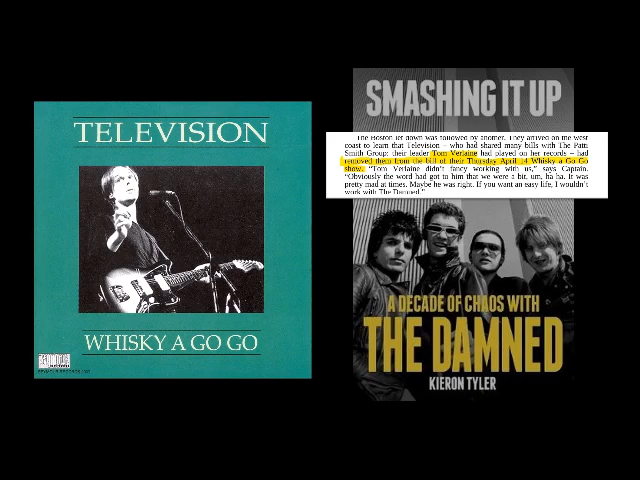 TELEVISION
WHISKY A GO GO
SMASHING IT UP
The Boston let down was followed by another. They arrived on the west
coast to learn that Television – who had shared many bills with The Patti
Smith Group: their leader Tom Verlaine had played on her records – had
removed them from the bill of their Thursday April 14 Whisky a Go Go
show. "Tom Verlaine didn't fancy working with us," says Captain.
"Obviously the word had got to him that we were a bit, um, ha ha. It was
pretty mad at times. Maybe he was right. If you want an easy life, I wouldn't
work with The Damned."
A DECADE OF CHAOS WITH
THE DAMNED
KIERON TYLER